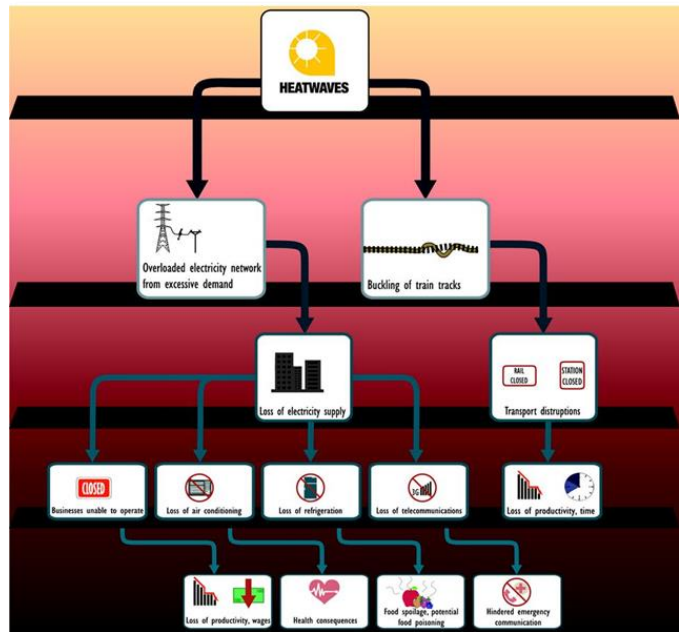 HEATWAVES
Overloaded electricity network
from excessive demand
Buckling of train tracks
Loss of electricity supply
RAIL
CLOSED
STATION
CLOSED
Transport distruptions
CLOSED
Businesses unable to operate
Loss of air conditioning
Loss of refrigeration
3G
Loss of telecommunications
Loss of productivity, time
Loss of productivity, wages
Health consequences
Food spoilage, potential
food poisoning
Hindered emergency
communication